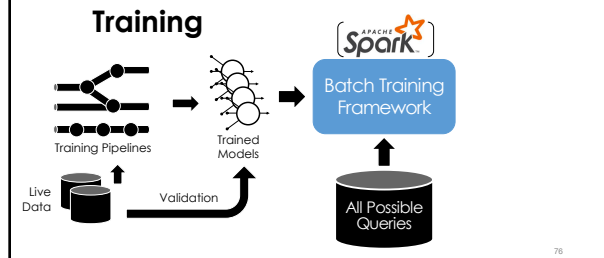 Training
APACHE
Spark
Batch Training
Framework
Training Pipelines
Trained
Models
Live
Data
Validation
All Possible
Queries
76